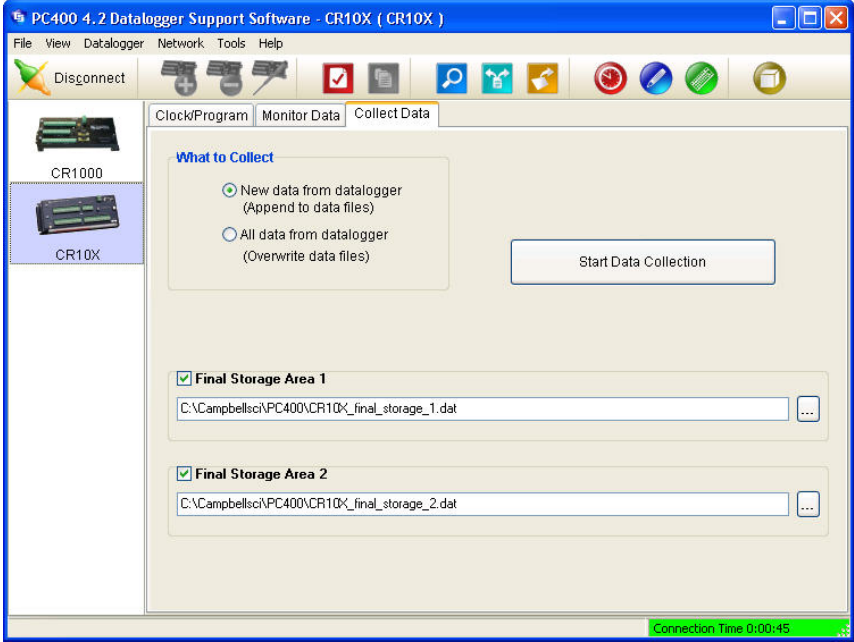 PC400 4.2 Datalogger Support Software - CR10X ( CR10X )
File View Datalogger Network Tools Help
Disconnect
Clock/Program Monitor Data Collect Data
CR1000
CR10X
What to Collect
New data from datalogger
(Append to data files)
All data from datalogger
(Overwrite data files)
Start Data Collection
Final Storage Area 1
C:\Campbellsci\PC400\CR10X_final_storage_1.dat
...
Final Storage Area 2
C:\Campbellsci\PC400\CR10X_final_storage_2.dat
...
Connection Time 0:00:45